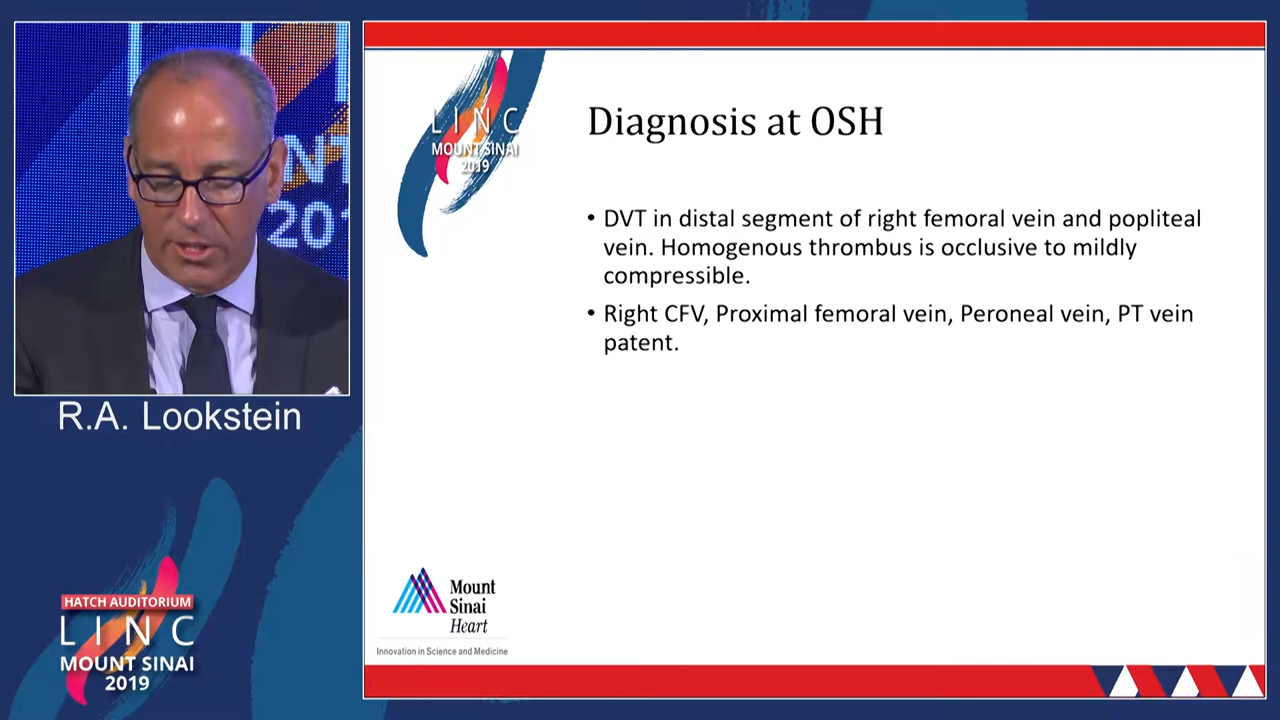 NT
201
R.A. Lookstein
HATCH AUDITORIUM
LINC
MOUNT SINAI
2019
LINC
MOUNT SINAI
2019
Diagnosis at OSH
• DVT in distal segment of right femoral vein and popliteal
vein. Homogenous thrombus is occlusive to mildly
compressible.
• Right CFV, Proximal femoral vein, Peroneal vein, PT vein
patent.
Mount
Sinai
Heart
Innovation in Science and Medicine